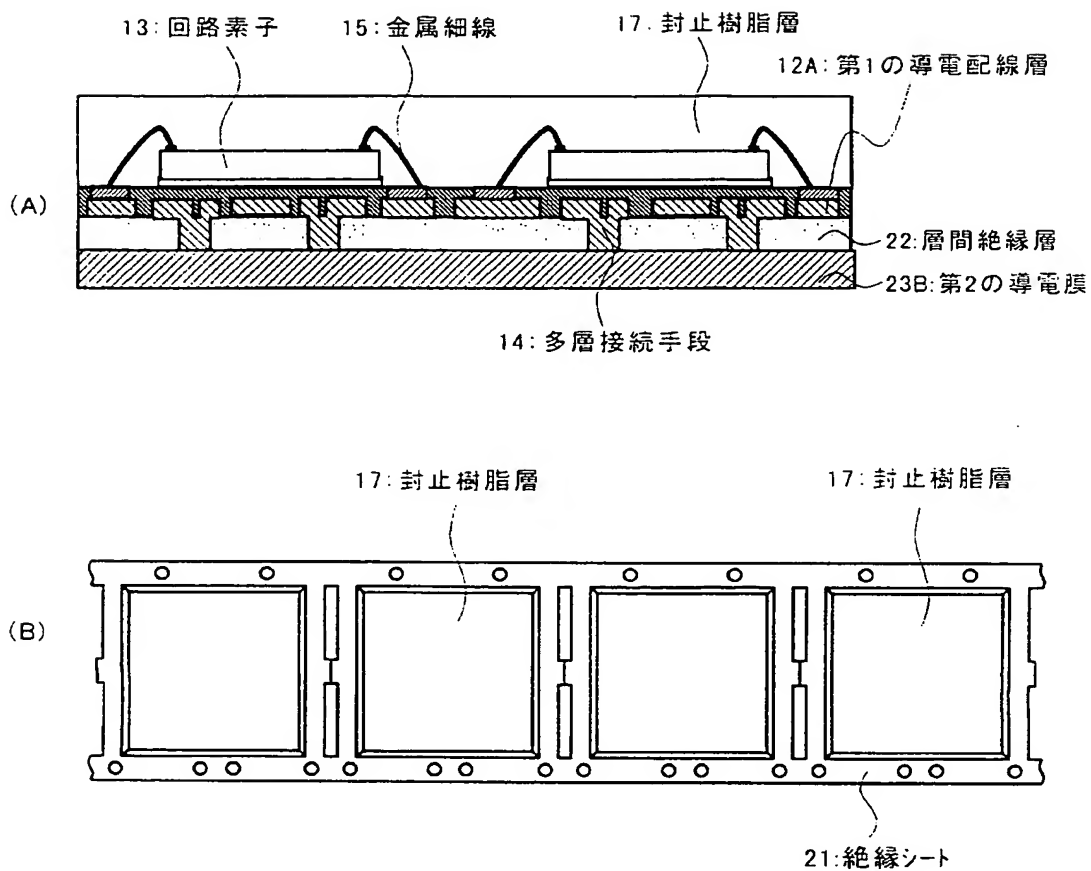 13:回路素子
15:金属細線
17.封止樹脂層
12A:第1の導電配線層
(A)
22:層間絶縁層
23B:第2の導電膜
14:多層接続手段
17:封止樹脂層
17:封止樹脂層
(B)
21:絶縁シート